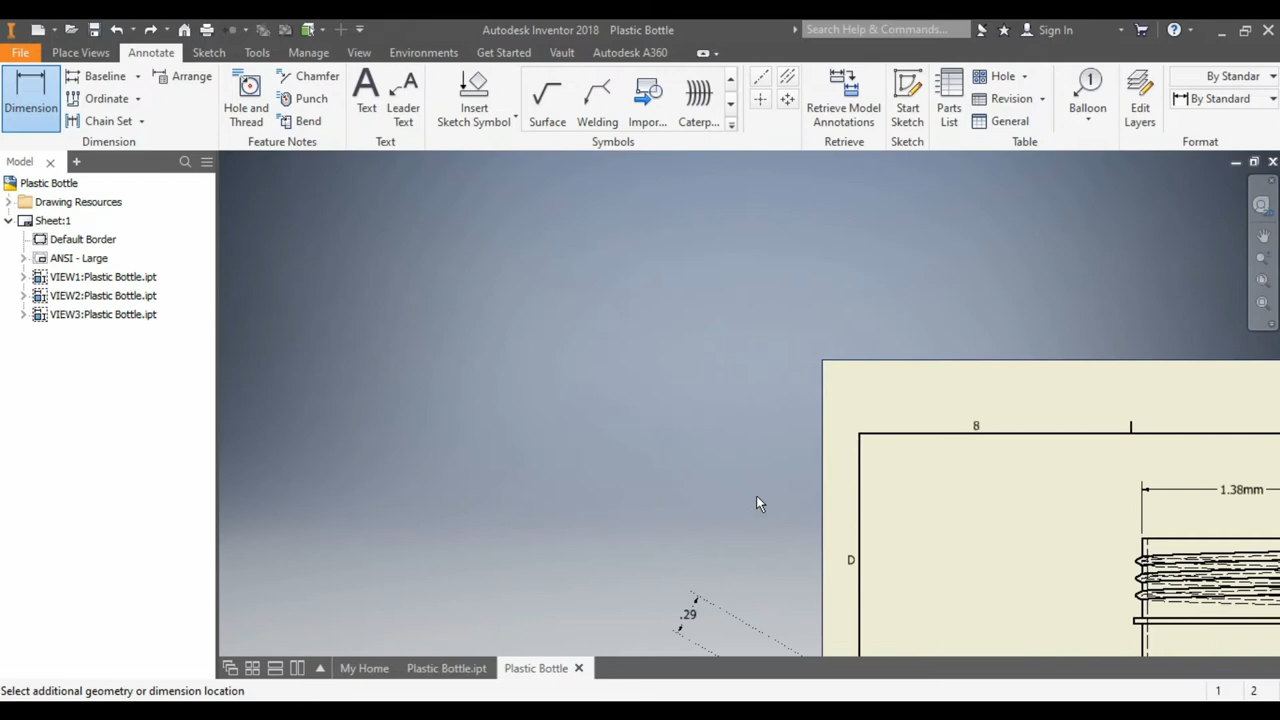 Autodesk Inventor 2018 Plastic Bottle
Search Help & Commands...
Sign In
File Place Views Annotate Sketch Tools Manage View Environments Get Started Vault Autodesk A360
Dimension
Baseline
Ordinate
Chain Set
Arrange
Dimension
Hole and Thread
Chamfer
Punch
Bend
Feature Notes
Text
Leader Text
Text
Insert Sketch Symbol
Surface
Welding
Impor...
Caterp...
Symbols
Retrieve Model Annotations
Retrieve
Start Sketch
Sketch
Parts List
Hole
Revision
General
Table
Balloon
Edit Layers
By Standar
By Standard
Format
Model
Plastic Bottle
Drawing Resources
Sheet:1
Default Border
ANSI - Large
VIEW1:Plastic Bottle.ipt
VIEW2:Plastic Bottle.ipt
VIEW3:Plastic Bottle.ipt
8
1.38mm
D
.29
My Home Plastic Bottle.ipt Plastic Bottle
Select additional geometry or dimension location
1 2